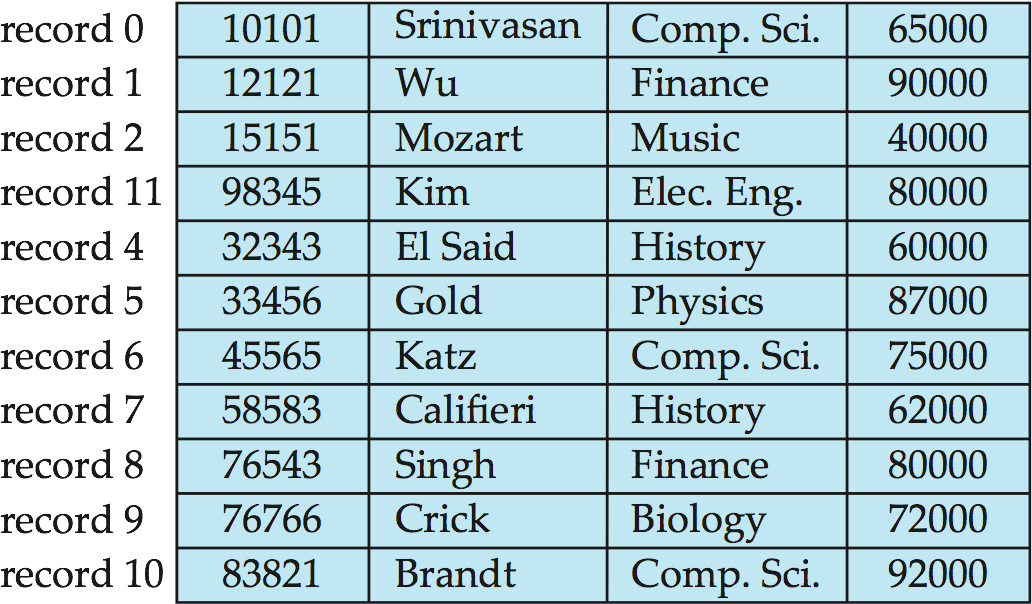 record 0 10101 Srinivasan Comp. Sci. 65000
record 1 12121 Wu Finance 90000
record 2 15151 Mozart Music 40000
record 11 98345 Kim Elec. Eng. 80000
record 4 32343 El Said History 60000
record 5 33456 Gold Physics 87000
record 6 45565 Katz Comp. Sci. 75000
record 7 58583 Califieri History 62000
record 8 76543 Singh Finance 80000
record 9 76766 Crick Biology 72000
record 10 83821 Brandt Comp. Sci. 92000